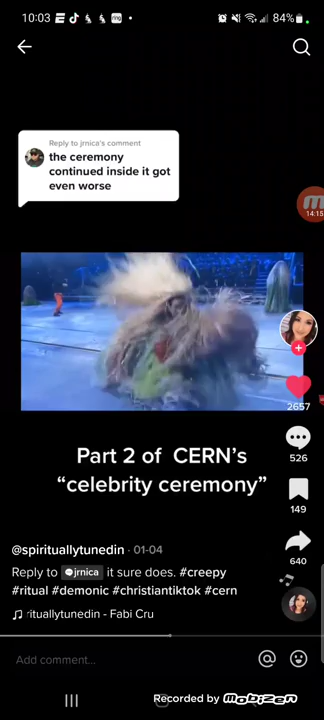 10:03
84%
Reply to jrnica's comment
the ceremony
continued inside it got
even worse
14:15
Part 2 of CERN's
“celebrity ceremony”
2657
526
149
640
@spirituallytunedin · 01-04
Reply to jrnica it sure does. #creepy
#ritual #demonic #christiantiktok #cern
rituallytunedin - Fabi Cru
Add comment...
Recorded by mobizen